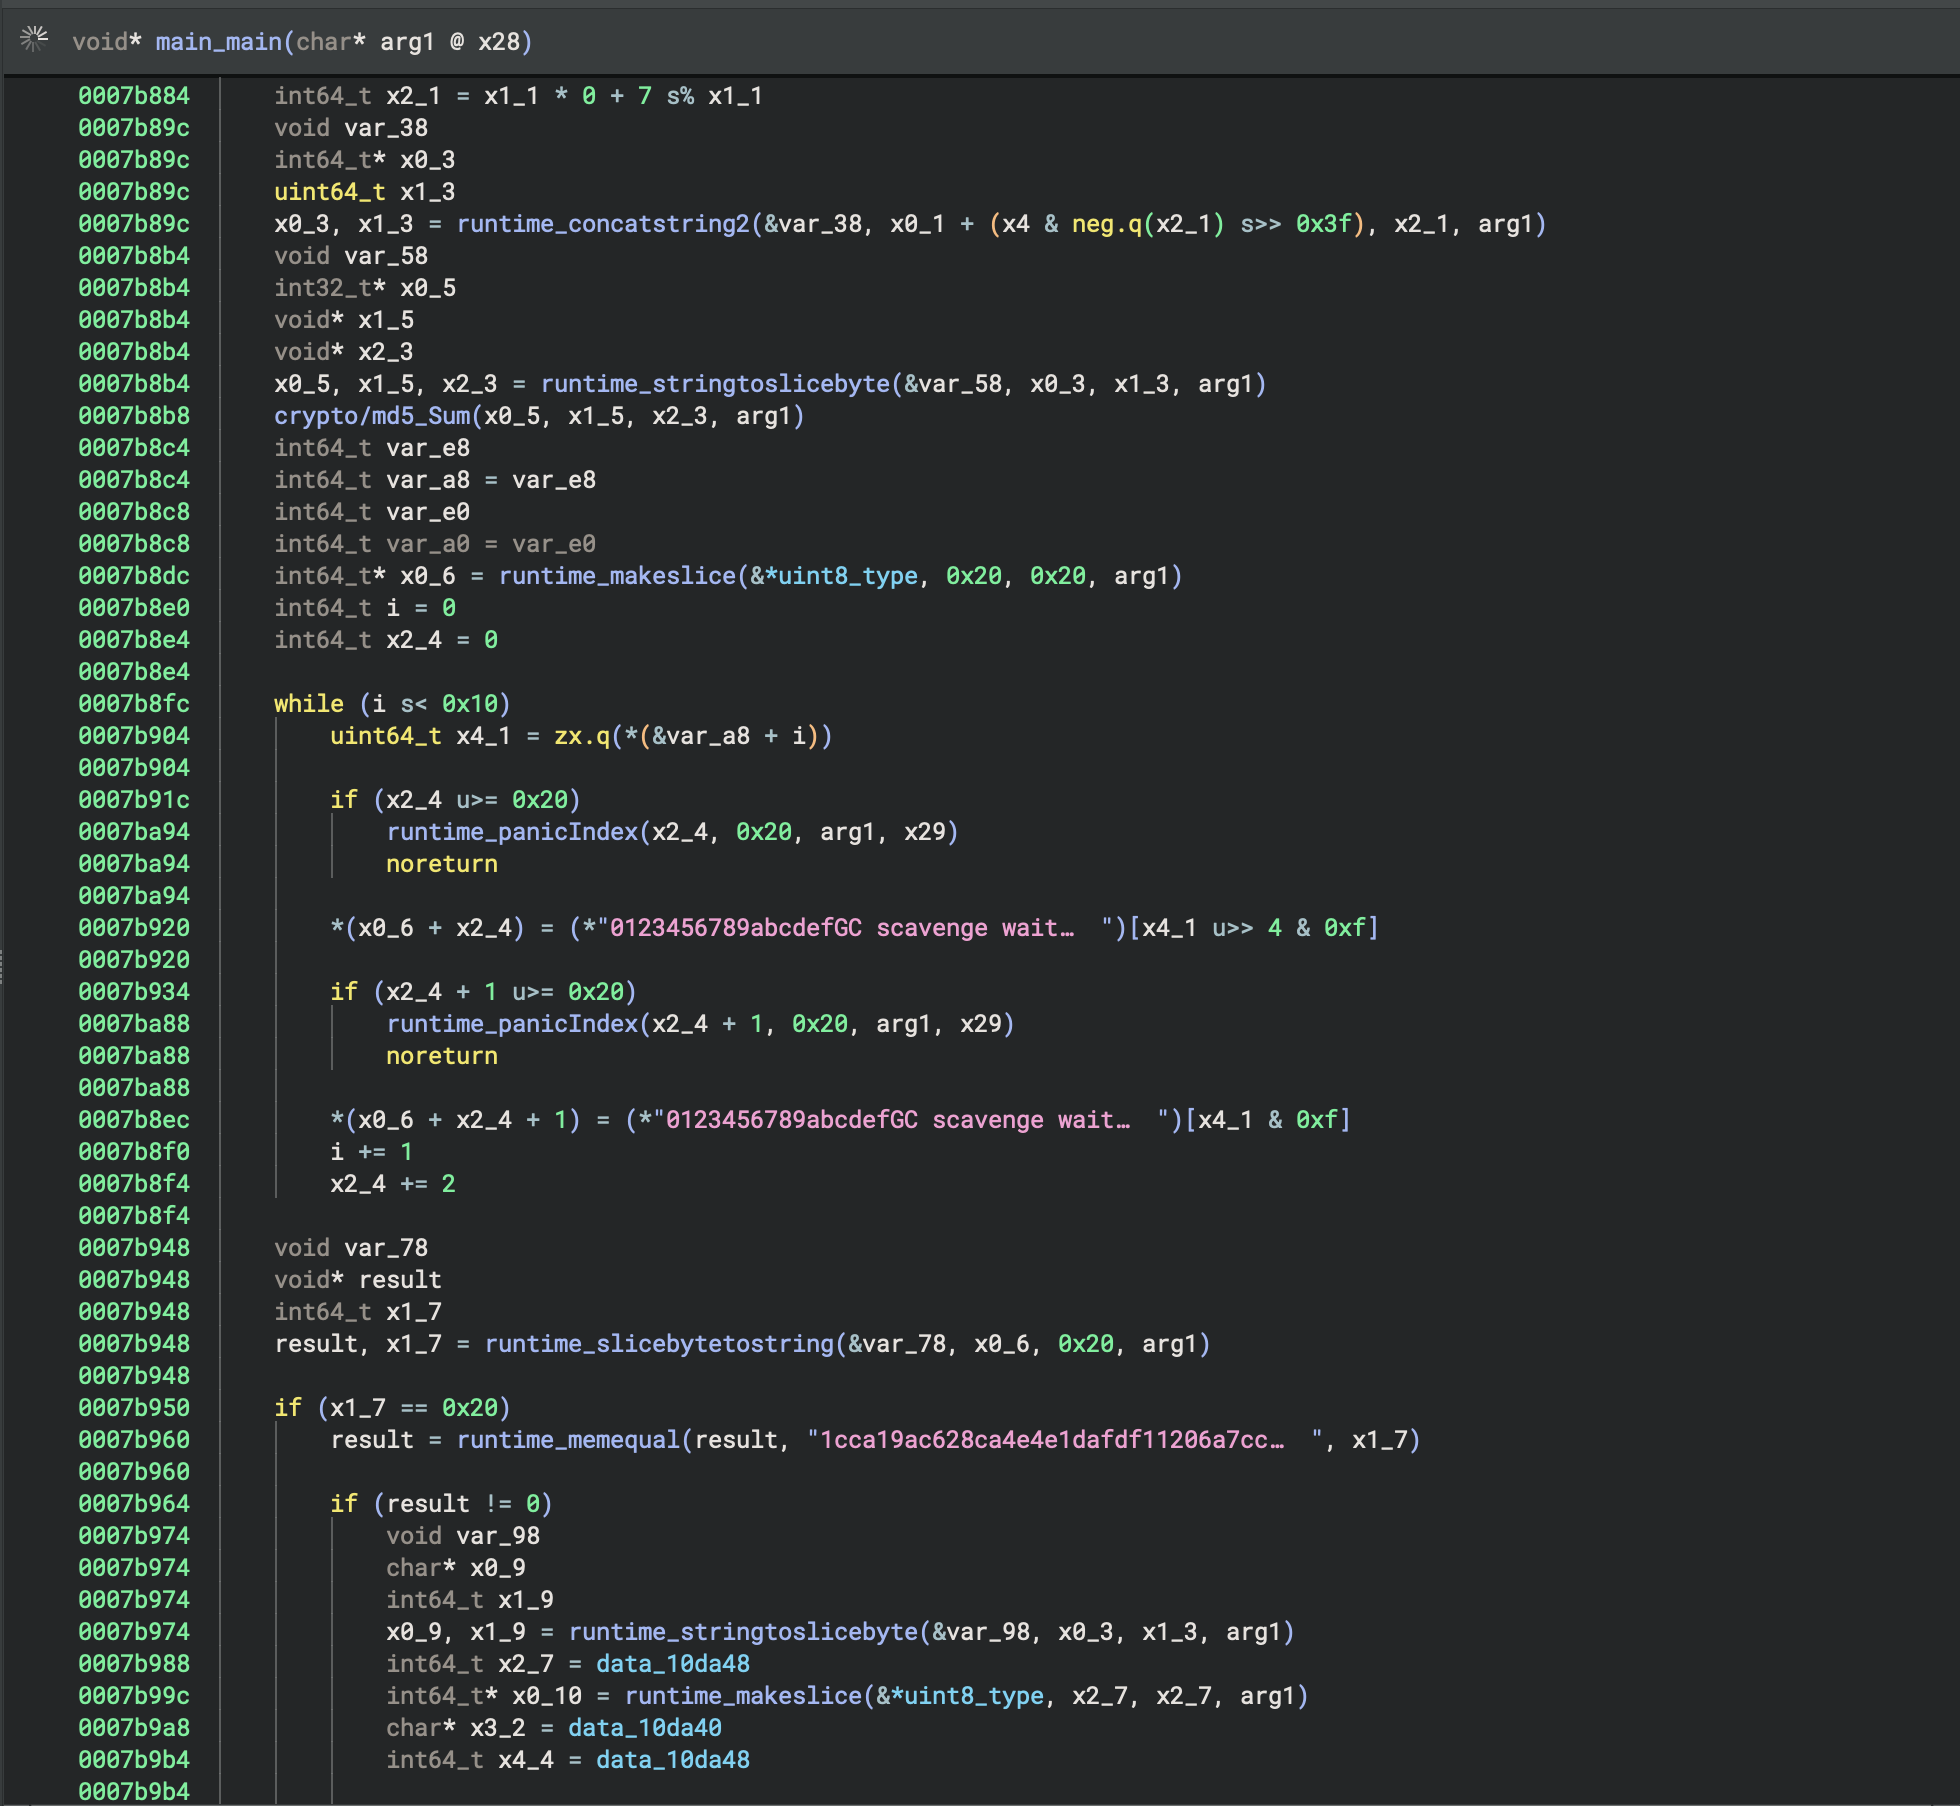 void* main_main(char* arg1 @ x28)
0007b884 int64_t x2_1 = x1_1 * 0 + 7 s% x1_1
0007b89c void var_38
0007b89c int64_t* x0_3
0007b89c uint64_t x1_3
0007b89c x0_3, x1_3 = runtime_concatstring2(&var_38, x0_1 + (x4 & neg.q(x2_1) s>> 0x3f), x2_1, arg1)
0007b8b4 void var_58
0007b8b4 int32_t* x0_5
0007b8b4 void* x1_5
0007b8b4 void* x2_3
0007b8b4 x0_5, x1_5, x2_3 = runtime_stringtoslicebyte(&var_58, x0_3, x1_3, arg1)
0007b8b8 crypto/md5_Sum(x0_5, x1_5, x2_3, arg1)
0007b8c4 int64_t var_e8
0007b8c4 int64_t var_a8 = var_e8
0007b8c8 int64_t var_e0
0007b8c8 int64_t var_a0 = var_e0
0007b8dc int64_t* x0_6 = runtime_makeslice(&*uint8_type, 0x20, 0x20, arg1)
0007b8e0 int64_t i = 0
0007b8e4 int64_t x2_4 = 0
0007b8e4
0007b8fc while (i s< 0x10)
0007b904 uint64_t x4_1 = zx.q(*(&var_a8 + i))
0007b904
0007b91c if (x2_4 u>= 0x20)
0007ba94 runtime_panicIndex(x2_4, 0x20, arg1, x29)
0007ba94 noreturn
0007ba94
0007b920 *(x0_6 + x2_4) = (*"0123456789abcdefGC scavenge wait… ")[x4_1 u>> 4 & 0xf]
0007b920
0007b934 if (x2_4 + 1 u>= 0x20)
0007ba88 runtime_panicIndex(x2_4 + 1, 0x20, arg1, x29)
0007ba88 noreturn
0007ba88
0007b8ec *(x0_6 + x2_4 + 1) = (*"0123456789abcdefGC scavenge wait… ")[x4_1 & 0xf]
0007b8f0 i += 1
0007b8f4 x2_4 += 2
0007b8f4
0007b948 void var_78
0007b948 void* result
0007b948 int64_t x1_7
0007b948 result, x1_7 = runtime_slicebytetostring(&var_78, x0_6, 0x20, arg1)
0007b948
0007b950 if (x1_7 == 0x20)
0007b960 result = runtime_memequal(result, "1cca19ac628ca4e4e1dafdf11206a7cc… ", x1_7)
0007b960
0007b964 if (result != 0)
0007b974 void var_98
0007b974 char* x0_9
0007b974 int64_t x1_9
0007b974 x0_9, x1_9 = runtime_stringtoslicebyte(&var_98, x0_3, x1_3, arg1)
0007b988 int64_t x2_7 = data_10da48
0007b99c int64_t* x0_10 = runtime_makeslice(&*uint8_type, x2_7, x2_7, arg1)
0007b9a8 char* x3_2 = data_10da40
0007b9b4 int64_t x4_4 = data_10da48
0007b9b4